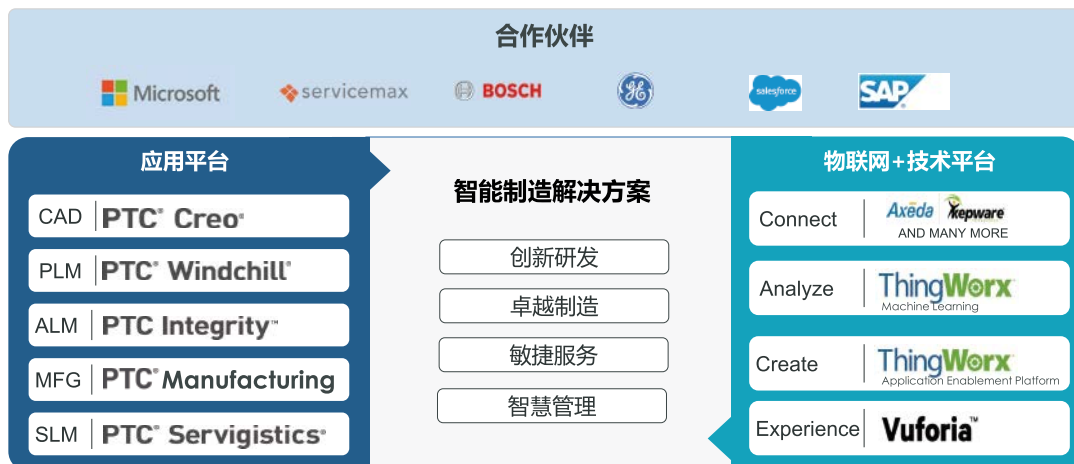 合作伙伴
Microsoft
servicemax
BOSCH
GE
salesforce
SAP
应用平台
CAD PTC® Creo®
PLM PTC® Windchill®
ALM PTC Integrity™
MFG PTC® Manufacturing
SLM PTC® Servigistics®
智能制造解决方案
创新研发
卓越制造
敏捷服务
智慧管理
物联网+技术平台
Connect Axeda kepware
AND MANY MORE
Analyze ThingWorx
Machine Learning
Create ThingWorx
Application Enablement Platform
Experience Vuforia™